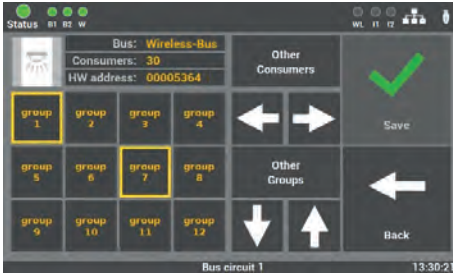 Status B1 B2 W WL I1 I2
Bus: Wireless-Bus
Consumers: 30
HW address: 00005364
Other
Consumers
Save
group
1
group
2
group
3
group
4
group
5
group
6
group
7
group
8
Other
Groups
group
9
group
10
group
11
group
12
Back
Bus circuit 1 13:30:21